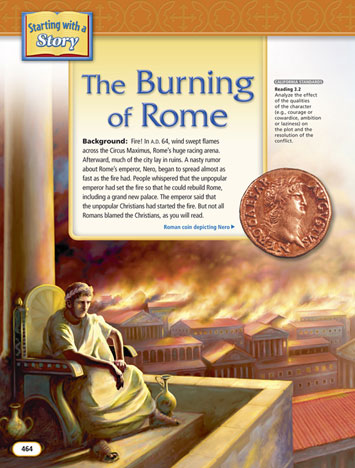 Starting with a
Story
The Burning
of Rome
CALIFORNIA STANDARDS
Reading 3.2
Analyze the effect
of the qualities
of the character
(e.g., courage or
cowardice, ambition
or laziness) on
the plot and the
resolution of the
conflict.
Background: Fire! In A.D. 64, wind swept flames
across the Circus Maximus, Rome's huge racing arena.
Afterward, much of the city lay in ruins. A nasty rumor
about Rome's emperor, Nero, began to spread almost as
fast as the fire had. People whispered that the unpopular
emperor had set the fire so that he could rebuild Rome,
including a grand new palace. The emperor said that
the unpopular Christians had started the fire. But not all
Romans blamed the Christians, as you will read.
Roman coin depicting Nero
464